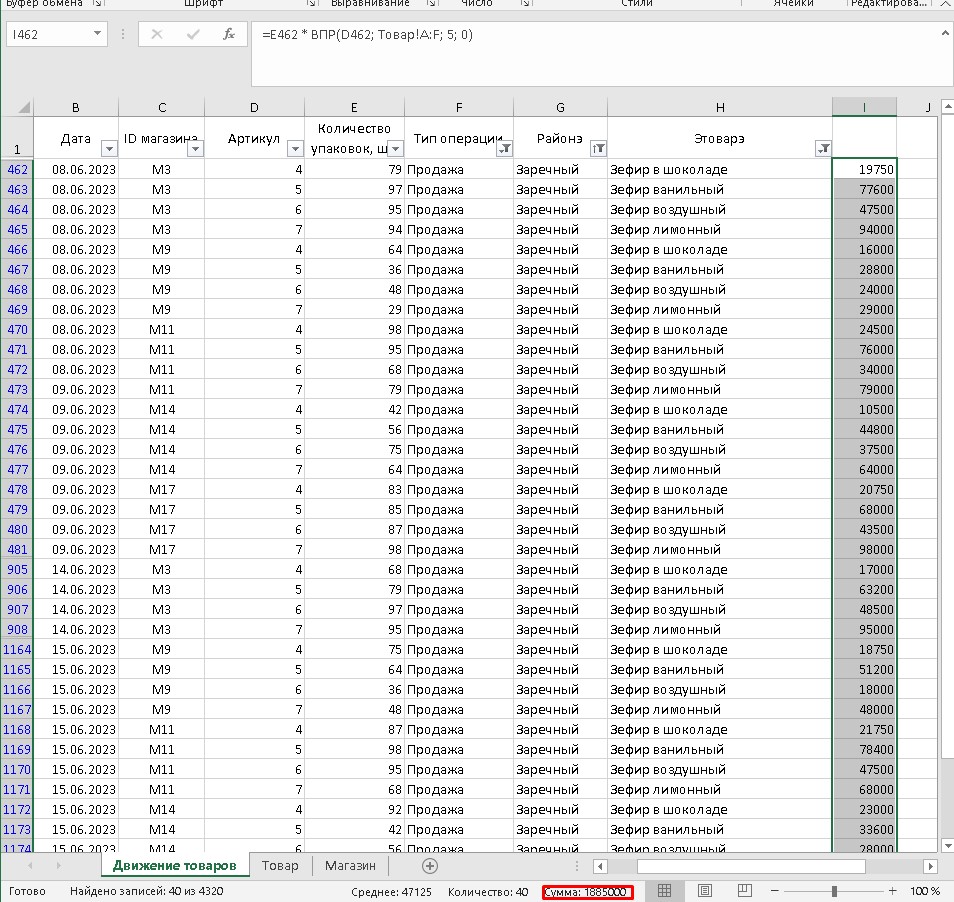 Буфер обмена Шрифт Выравнивание Число Стили Ячейки Редактирова...
I462 fx =E462 * ВПР(D462; Товар!A:F; 5; 0)
B C D E F G H I J
1 Дата ID магазина Артикул Количество упаковок, ш Тип операции Районэ Этоварэ
462 08.06.2023 M3 4 79 Продажа Заречный Зефир в шоколаде 19750
463 08.06.2023 M3 5 97 Продажа Заречный Зефир ванильный 77600
464 08.06.2023 M3 6 95 Продажа Заречный Зефир воздушный 47500
465 08.06.2023 M3 7 94 Продажа Заречный Зефир лимонный 94000
466 08.06.2023 M9 4 64 Продажа Заречный Зефир в шоколаде 16000
467 08.06.2023 M9 5 36 Продажа Заречный Зефир ванильный 28800
468 08.06.2023 M9 6 48 Продажа Заречный Зефир воздушный 24000
469 08.06.2023 M9 7 29 Продажа Заречный Зефир лимонный 29000
470 08.06.2023 M11 4 98 Продажа Заречный Зефир в шоколаде 24500
471 08.06.2023 M11 5 95 Продажа Заречный Зефир ванильный 76000
472 08.06.2023 M11 6 68 Продажа Заречный Зефир воздушный 34000
473 09.06.2023 M11 7 79 Продажа Заречный Зефир лимонный 79000
474 09.06.2023 M14 4 42 Продажа Заречный Зефир в шоколаде 10500
475 09.06.2023 M14 5 56 Продажа Заречный Зефир ванильный 44800
476 09.06.2023 M14 6 75 Продажа Заречный Зефир воздушный 37500
477 09.06.2023 M14 7 64 Продажа Заречный Зефир лимонный 64000
478 09.06.2023 M17 4 83 Продажа Заречный Зефир в шоколаде 20750
479 09.06.2023 M17 5 85 Продажа Заречный Зефир ванильный 68000
480 09.06.2023 M17 6 87 Продажа Заречный Зефир воздушный 43500
481 09.06.2023 M17 7 98 Продажа Заречный Зефир лимонный 98000
905 14.06.2023 M3 4 68 Продажа Заречный Зефир в шоколаде 17000
906 14.06.2023 M3 5 79 Продажа Заречный Зефир ванильный 63200
907 14.06.2023 M3 6 97 Продажа Заречный Зефир воздушный 48500
908 14.06.2023 M3 7 95 Продажа Заречный Зефир лимонный 95000
1164 15.06.2023 M9 4 75 Продажа Заречный Зефир в шоколаде 18750
1165 15.06.2023 M9 5 64 Продажа Заречный Зефир ванильный 51200
1166 15.06.2023 M9 6 36 Продажа Заречный Зефир воздушный 18000
1167 15.06.2023 M9 7 48 Продажа Заречный Зефир лимонный 48000
1168 15.06.2023 M11 4 87 Продажа Заречный Зефир в шоколаде 21750
1169 15.06.2023 M11 5 98 Продажа Заречный Зефир ванильный 78400
1170 15.06.2023 M11 6 95 Продажа Заречный Зефир воздушный 47500
1171 15.06.2023 M11 7 68 Продажа Заречный Зефир лимонный 68000
1172 15.06.2023 M14 4 92 Продажа Заречный Зефир в шоколаде 23000
1173 15.06.2023 M14 5 42 Продажа Заречный Зефир ванильный 33600
1174 15.06.2023 M14 6 56 Продажа Заречный Зефир воздушный 28000
Движение товаров Товар Магазин
Готово Найдено записей: 40 из 4320 Среднее: 47125 Количество: 40 Сумма: 1885000 100 %